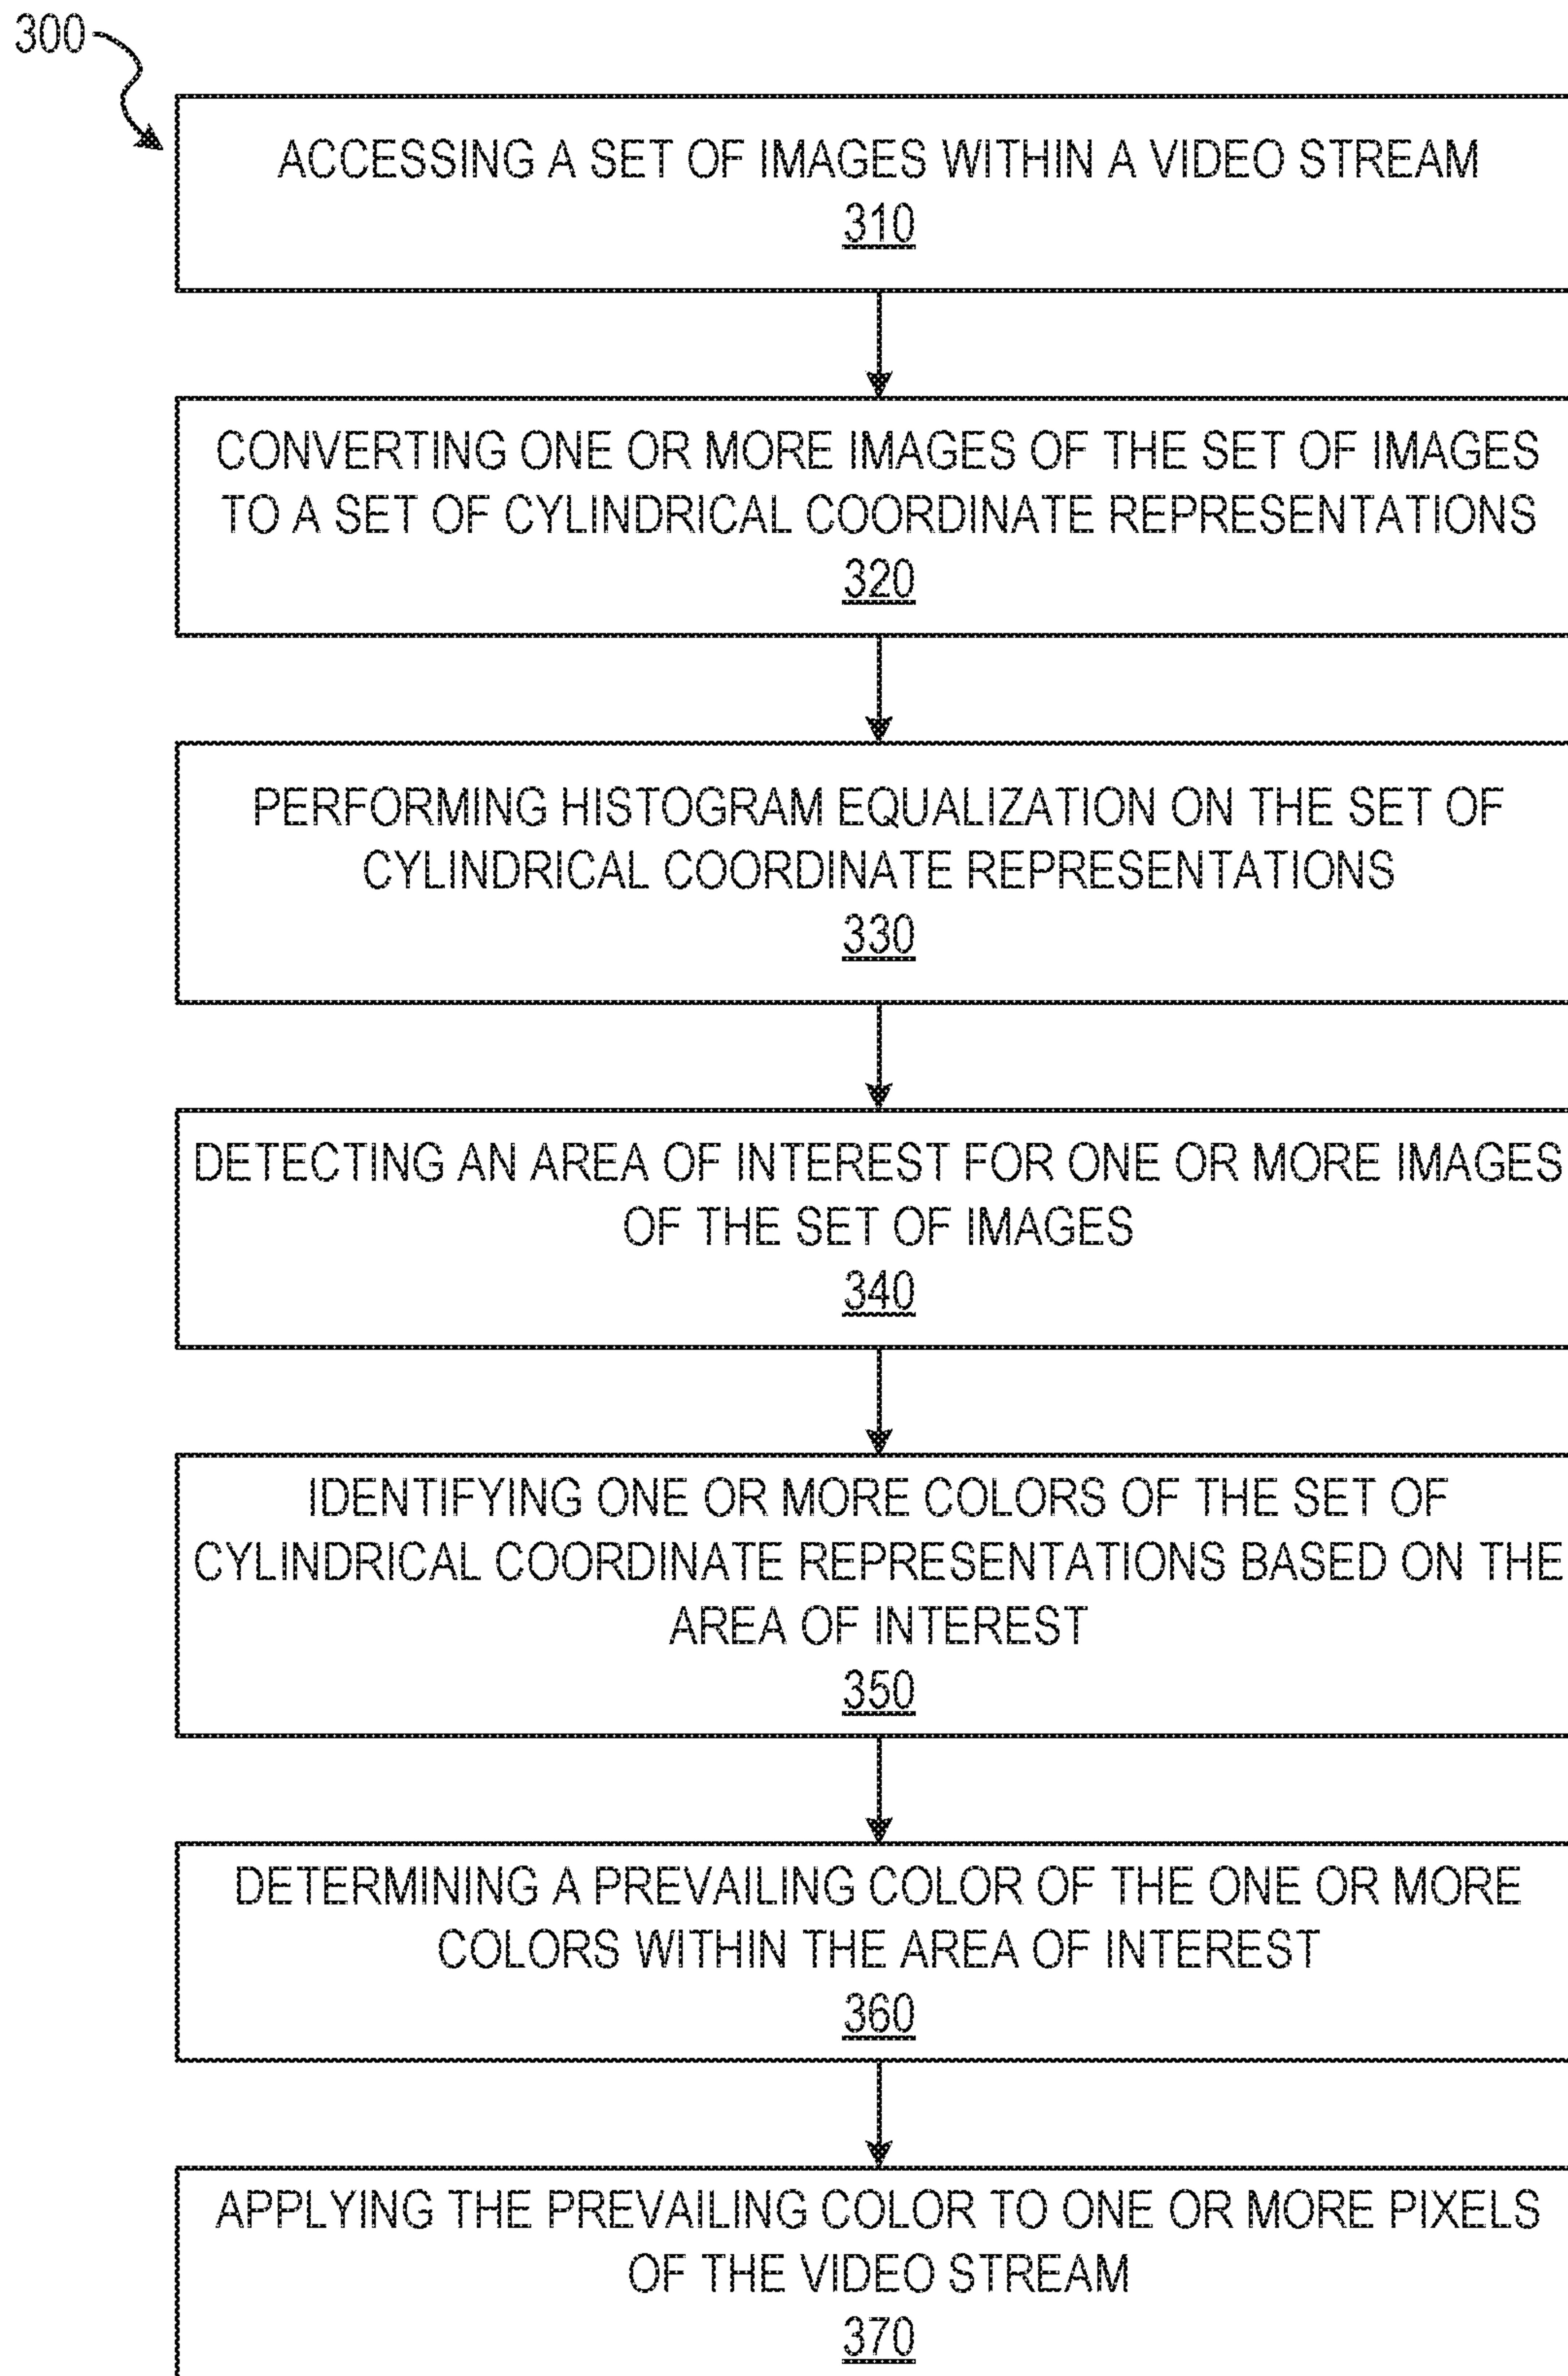 300
ACCESSING A SET OF IMAGES WITHIN A VIDEO STREAM
310
CONVERTING ONE OR MORE IMAGES OF THE SET OF IMAGES
TO A SET OF CYLINDRICAL COORDINATE REPRESENTATIONS
320
PERFORMING HISTOGRAM EQUALIZATION ON THE SET OF
CYLINDRICAL COORDINATE REPRESENTATIONS
330
DETECTING AN AREA OF INTEREST FOR ONE OR MORE IMAGES
OF THE SET OF IMAGES
340
IDENTIFYING ONE OR MORE COLORS OF THE SET OF
CYLINDRICAL COORDINATE REPRESENTATIONS BASED ON THE
AREA OF INTEREST
350
DETERMINING A PREVAILING COLOR OF THE ONE OR MORE
COLORS WITHIN THE AREA OF INTEREST
360
APPLYING THE PREVAILING COLOR TO ONE OR MORE PIXELS
OF THE VIDEO STREAM
370